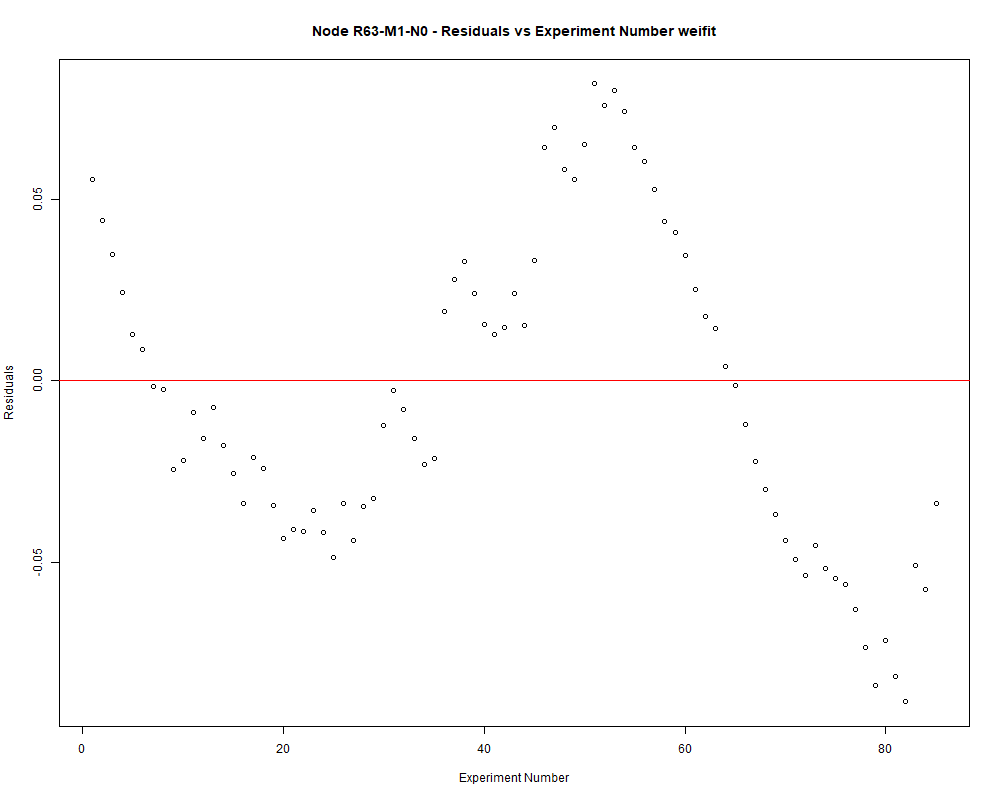 Node R63-M1-N0 - Residuals vs Experiment Number weifit
0.05
0.00
-0.05
Residuals
0 20 40 60 80
Experiment Number